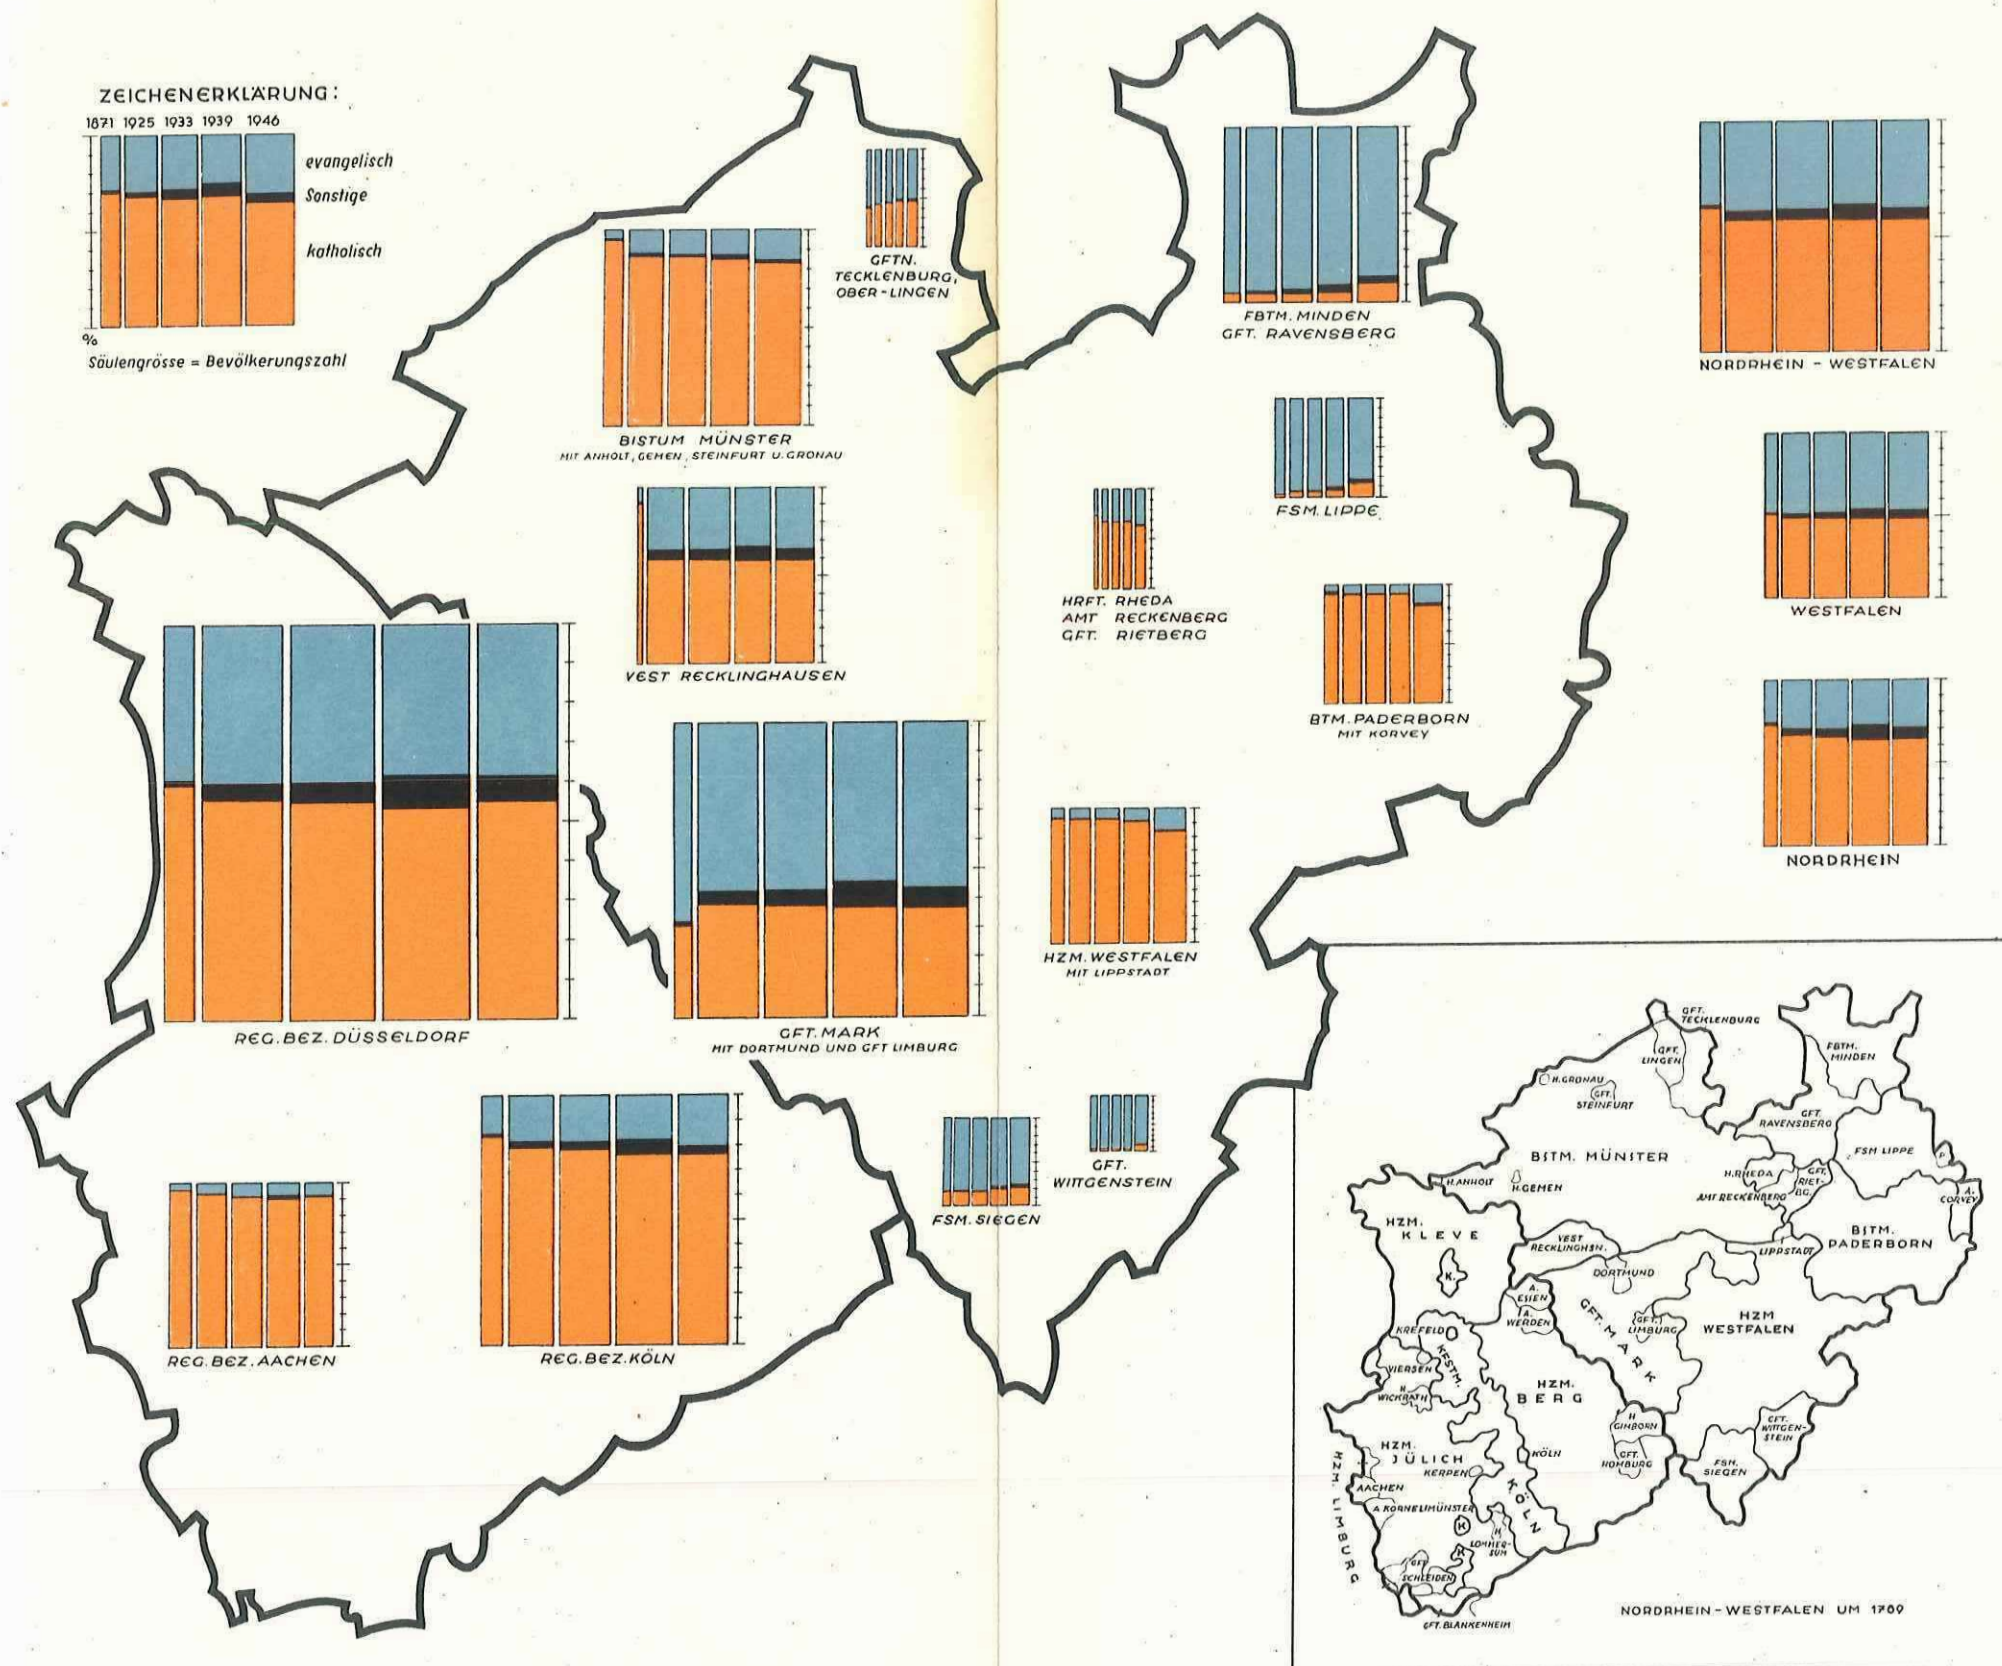 ZEICHENERKLÄRUNG:
1871 1925 1933 1939 1946
evangelisch
Sonstige
katholisch
%
Säulengrösse = Bevölkerungszahl
GFTN.
TECKLENBURG,
OBER-LINGEN
BISTUM MÜNSTER
MIT ANHOLT, GEMEN, STEINFURT U. GRONAU
FBTM. MINDEN
GFT. RAVENSBERG
NORDRHEIN - WESTFALEN
FSM. LIPPE
VEST RECKLINGHAUSEN
HRFT. RHEDA
AMT RECKENBERG
GFT. RIETBERG
WESTFALEN
BTM. PADERBORN
MIT KORVEY
NORDRHEIN
REG. BEZ. DÜSSELDORF
GFT. MARK
MIT DORTMUND UND GFT LIMBURG
HZM. WESTFALEN
MIT LIPPSTADT
REG. BEZ. AACHEN
REG. BEZ. KÖLN
FSM. SIEGEN
GFT.
WITTGENSTEIN
GFT.
TECKLENBURG
GFT.
LINGEN
FBTM.
MINDEN
H. GRONAU
GFT.
STEINFURT
GFT.
RAVENSBERG
BSTM. MÜNSTER
FSM LIPPE
P.
H. RHEDA
GFT.
RIET-
BG.
AMT RECKENBERG
A.
CORVEY
H. ANHOLT
H. GEMEN
HZM.
KLEVE
K.
VEST
RECKLINGHSN.
LIPPSTADT
BSTM.
PADERBORN
DORTMUND
A.
ESSEN
A.
WERDEN
GFT. MARK
GFT.
LIMBURG
HZM
WESTFALEN
KREFELD
KFSTM.
VIERSEN
H
WICKRATH
HZM.
BERG
H
GIMBORN
GFT.
HOMBURG
GFT.
WITTGEN-
STEIN
FSM.
SIEGEN
HZM.
JÜLICH
KÖLN
KERPEN
KÖLN
AACHEN
A KORNELIMÜNSTER
HZM. LIMBURG
K
H
LOMMER-
SUM
K
GFT
SCHLEIDEN
GFT. BLANKENHEIM
NORDRHEIN - WESTFALEN UM 1789